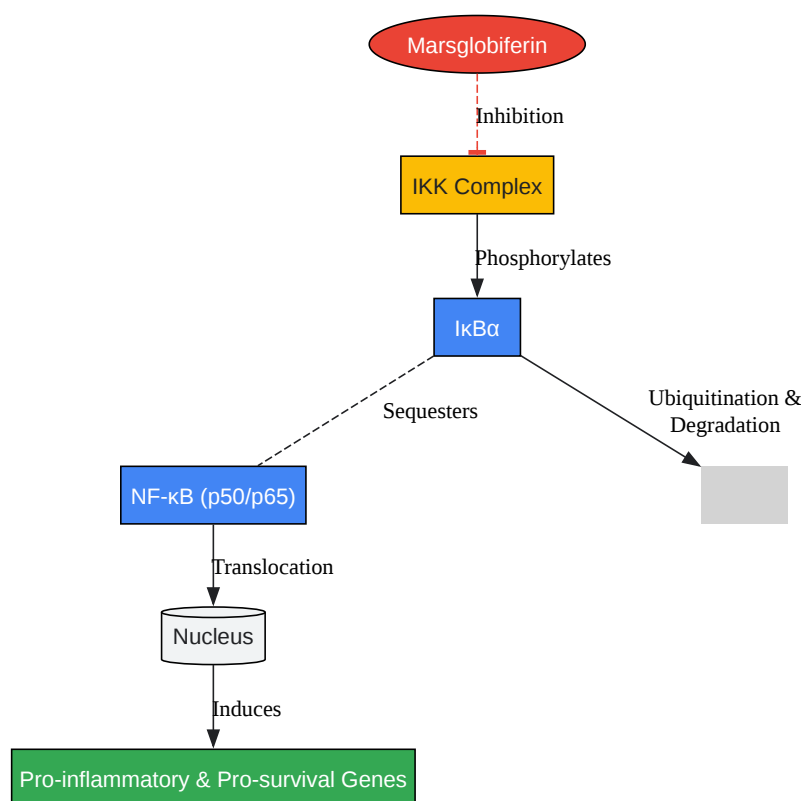 Marsglobiferin
Inhibition
IKK Complex
Phosphorylates
IκBα
Ubiquitination &
Degradation
Sequesters
NF-κB (p50/p65)
Translocation
Nucleus
Induces
Pro-inflammatory & Pro-survival Genes